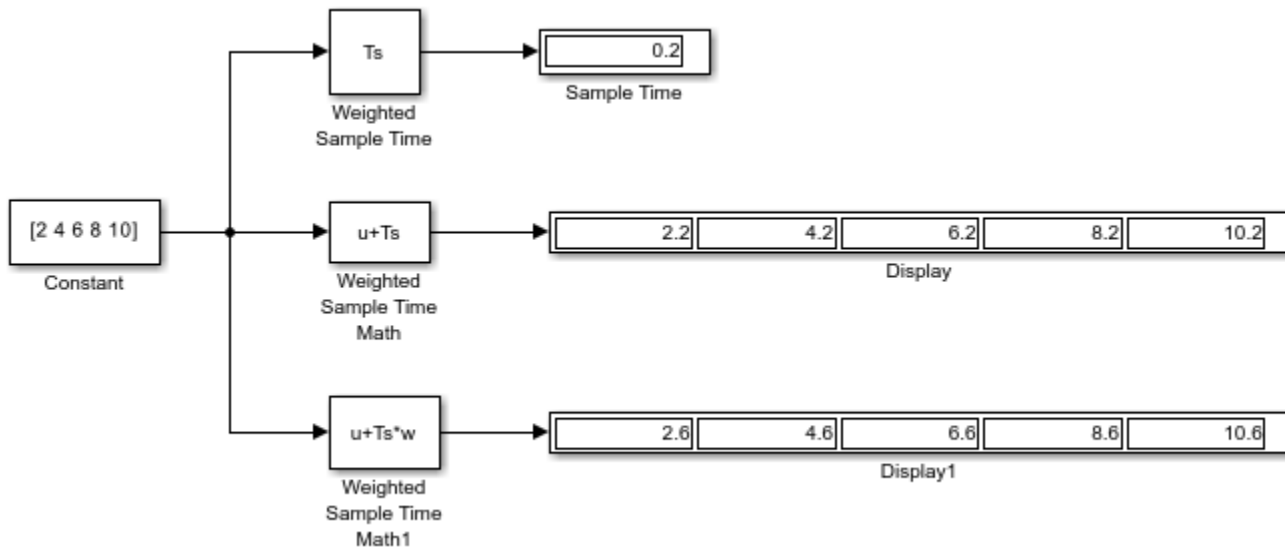 Ts
0.2
Weighted
Sample Time
Sample Time
[2 4 6 8 10]
Constant
u+Ts
2.2 4.2 6.2 8.2 10.2
Weighted
Sample Time
Math
Display
u+Ts*w
2.6 4.6 6.6 8.6 10.6
Weighted
Sample Time
Math1
Display1